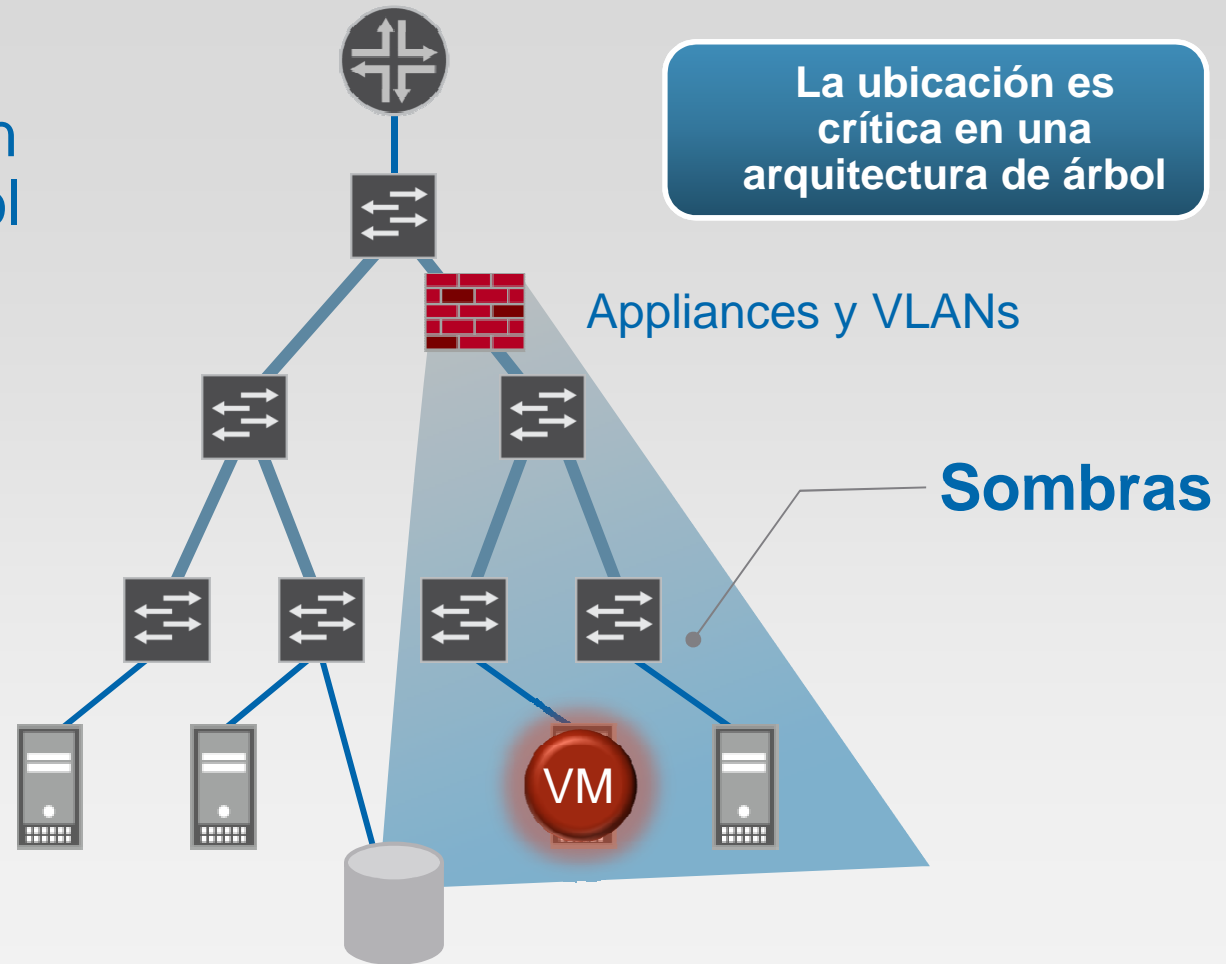 La ubicación es
crítica en una
arquitectura de árbol
Appliances y VLANs
Sombras
VM